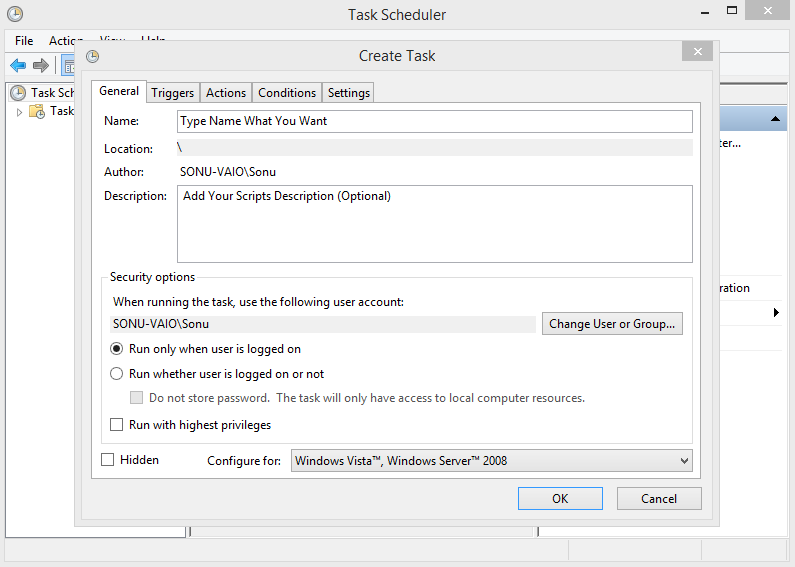 Task Scheduler
File Action View Help
Create Task
Task Sch
Task
General Triggers Actions Conditions Settings
Name: Type Name What You Want
Location: \
Author: SONU-VAIO\Sonu
Description: Add Your Scripts Description (Optional)
ter...
Security options
ration
When running the task, use the following user account:
SONU-VAIO\Sonu Change User or Group...
Run only when user is logged on
Run whether user is logged on or not
Do not store password. The task will only have access to local computer resources.
Run with highest privileges
Hidden Configure for: Windows Vista™, Windows Server™ 2008
OK Cancel